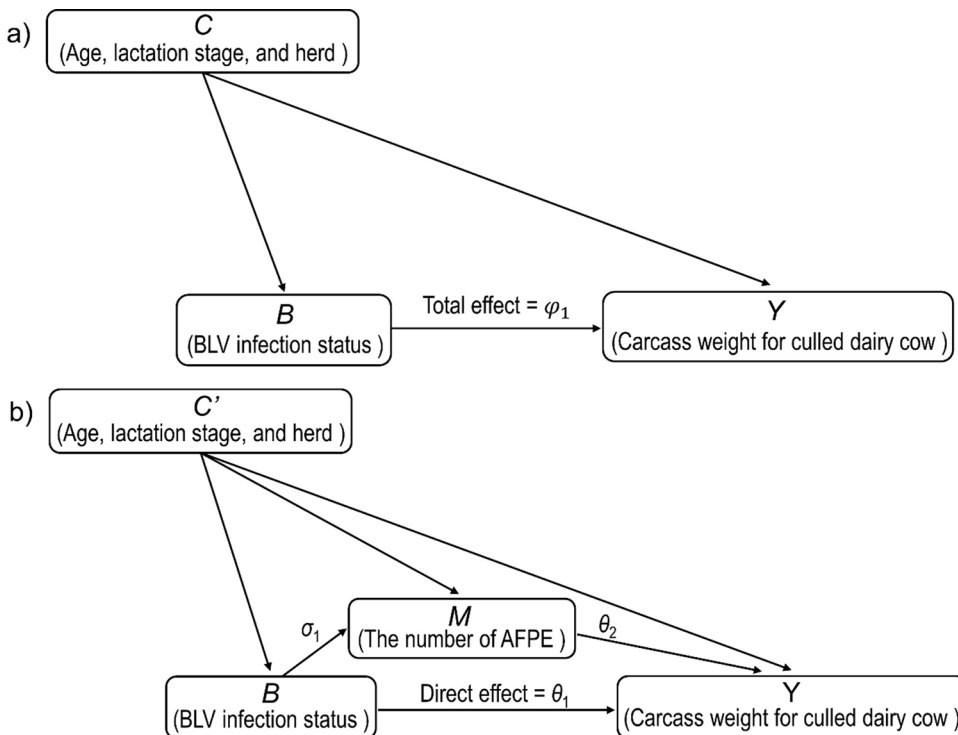 a)
C
(Age, lactation stage, and herd )
B
(BLV infection status )
Total effect = φ₁
Y
(Carcass weight for culled dairy cow )
b)
C’
(Age, lactation stage, and herd )
M
(The number of AFPE )
σ₁
θ₂
B
(BLV infection status )
Direct effect = θ₁
Y
(Carcass weight for culled dairy cow )